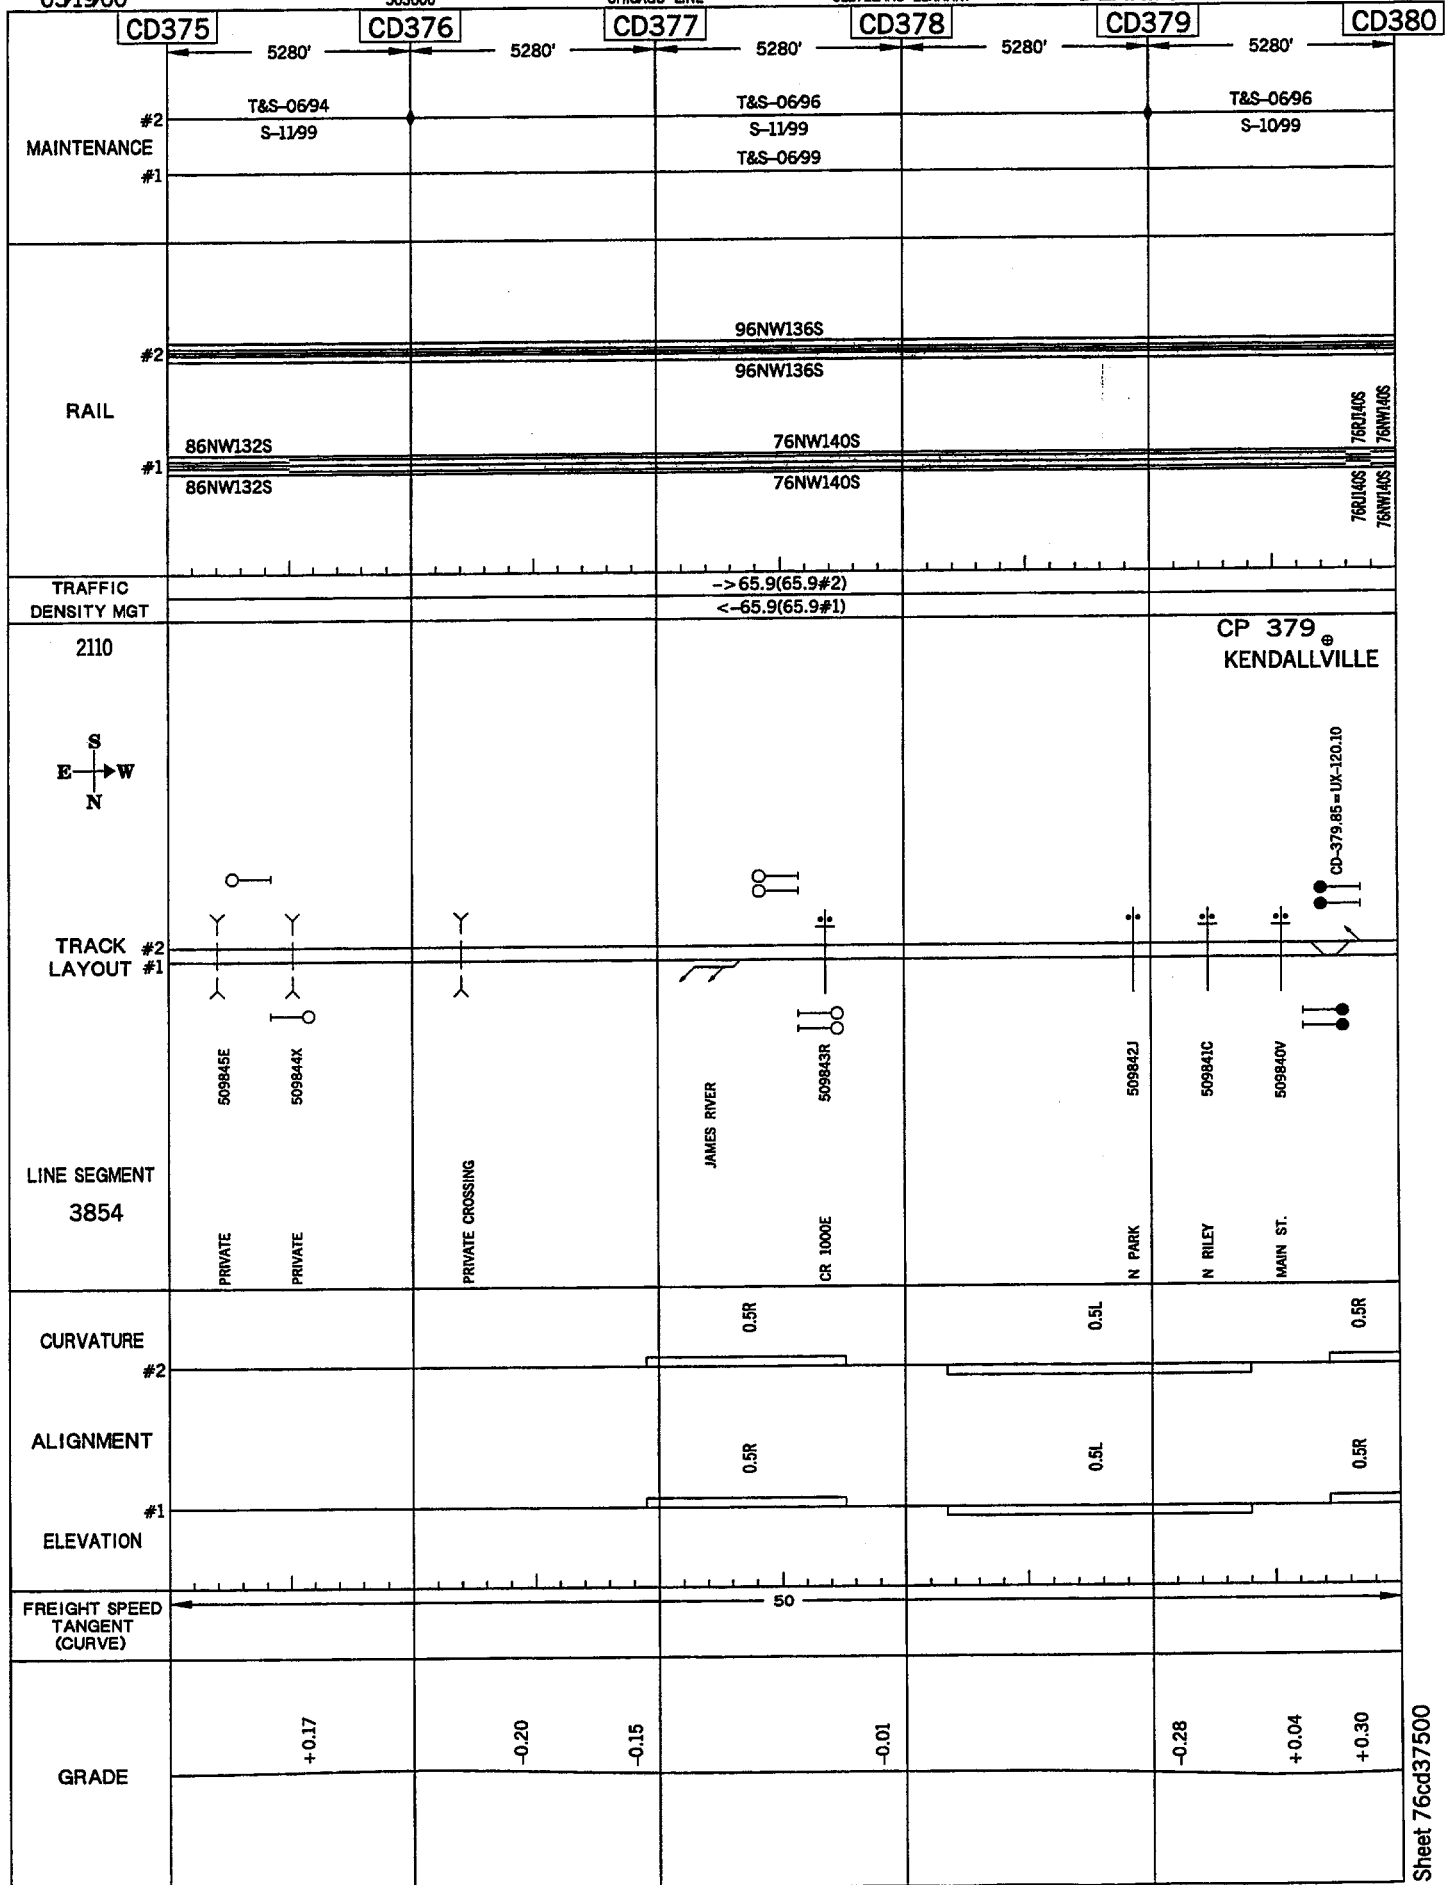 CD375 CD376 CD377 CD378 CD379 CD380
5280' 5280' 5280' 5280' 5280'
T&S-06/94 T&S-06/96 T&S-06/96
#2
S-11/99 S-11/99 S-10/99
MAINTENANCE
T&S-06/99
#1
96NW136S
#2
96NW136S
RAIL
86NW132S 76NW140S 76RJ140S 76NW140S
#1
86NW132S 76NW140S 76RJ140S 76NW140S
TRAFFIC
DENSITY MGT
->65.9(65.9#2)
<-65.9(65.9#1)
2110
CP 379
KENDALLVILLE
S
E W
N
CD-379.85=UX-120.10
TRACK #2
LAYOUT #1
509845E
509844X
509843R
509842J
509841C
509840V
JAMES RIVER
LINE SEGMENT
3854
PRIVATE
PRIVATE
PRIVATE CROSSING
CR 1000E
N PARK
N RILEY
MAIN ST.
CURVATURE
0.5R 0.5L 0.5R
#2
ALIGNMENT
0.5R 0.5L 0.5R
#1
ELEVATION
FREIGHT SPEED
TANGENT
(CURVE)
50
GRADE
+0.17 -0.20 -0.15 -0.01 -0.28 +0.04 +0.30
Sheet 76cd37500